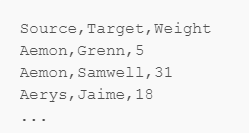 Source,Target,Weight
Aemon,Grenn,5
Aemon,Samwell,31
Aerys,Jaime,18
...